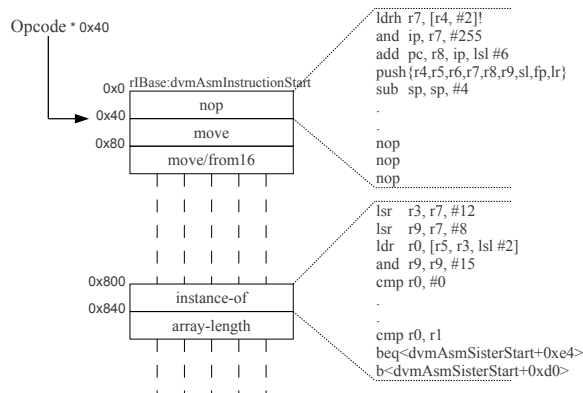 Opcode * 0x40
rIBase:dvmAsmInstructionStart
0x0
nop
0x40
move
0x80
move/from16
0x800
instance-of
0x840
array-length
ldrh r7, [r4, #2]!
and ip, r7, #255
add pc, r8, ip, lsl #6
push{r4,r5,r6,r7,r8,r9,sl,fp,lr}
sub sp, sp, #4
.
.
nop
nop
nop
lsr r3, r7, #12
lsr r9, r7, #8
ldr r0, [r5, r3, lsl #2]
and r9, r9, #15
cmp r0, #0
.
.
cmp r0, r1
beq<dvmAsmSisterStart+0xe4>
b<dvmAsmSisterStart+0xd0>